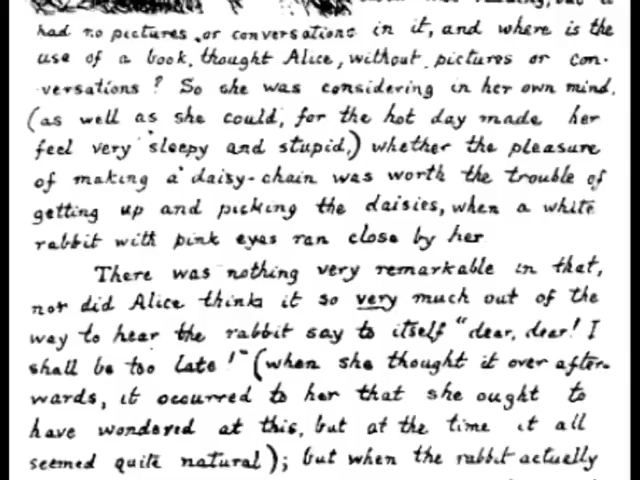 had no pictures or conversations in it, and where is the
use of a book, thought Alice, without pictures or con-
versations? So she was considering in her own mind,
(as well as she could, for the hot day made her
feel very sleepy and stupid,) whether the pleasure
of making a daisy-chain was worth the trouble of
getting up and picking the daisies, when a white
rabbit with pink eyes ran close by her
There was nothing very remarkable in that,
nor did Alice think it so very much out of the
way to hear the rabbit say to itself "dear, dear! I
shall be too late!" (when she thought it over after-
wards, it occurred to her that she ought to
have wondered at this, but at the time it all
seemed quite natural); but when the rabbit actually